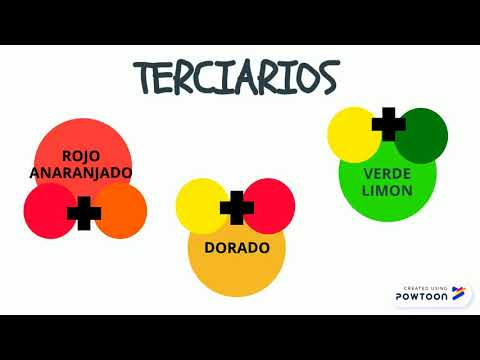 TERCIARIOS
ROJO
ANARANJADO
DORADO
VERDE
LIMON
CREATED USING
POWTOON